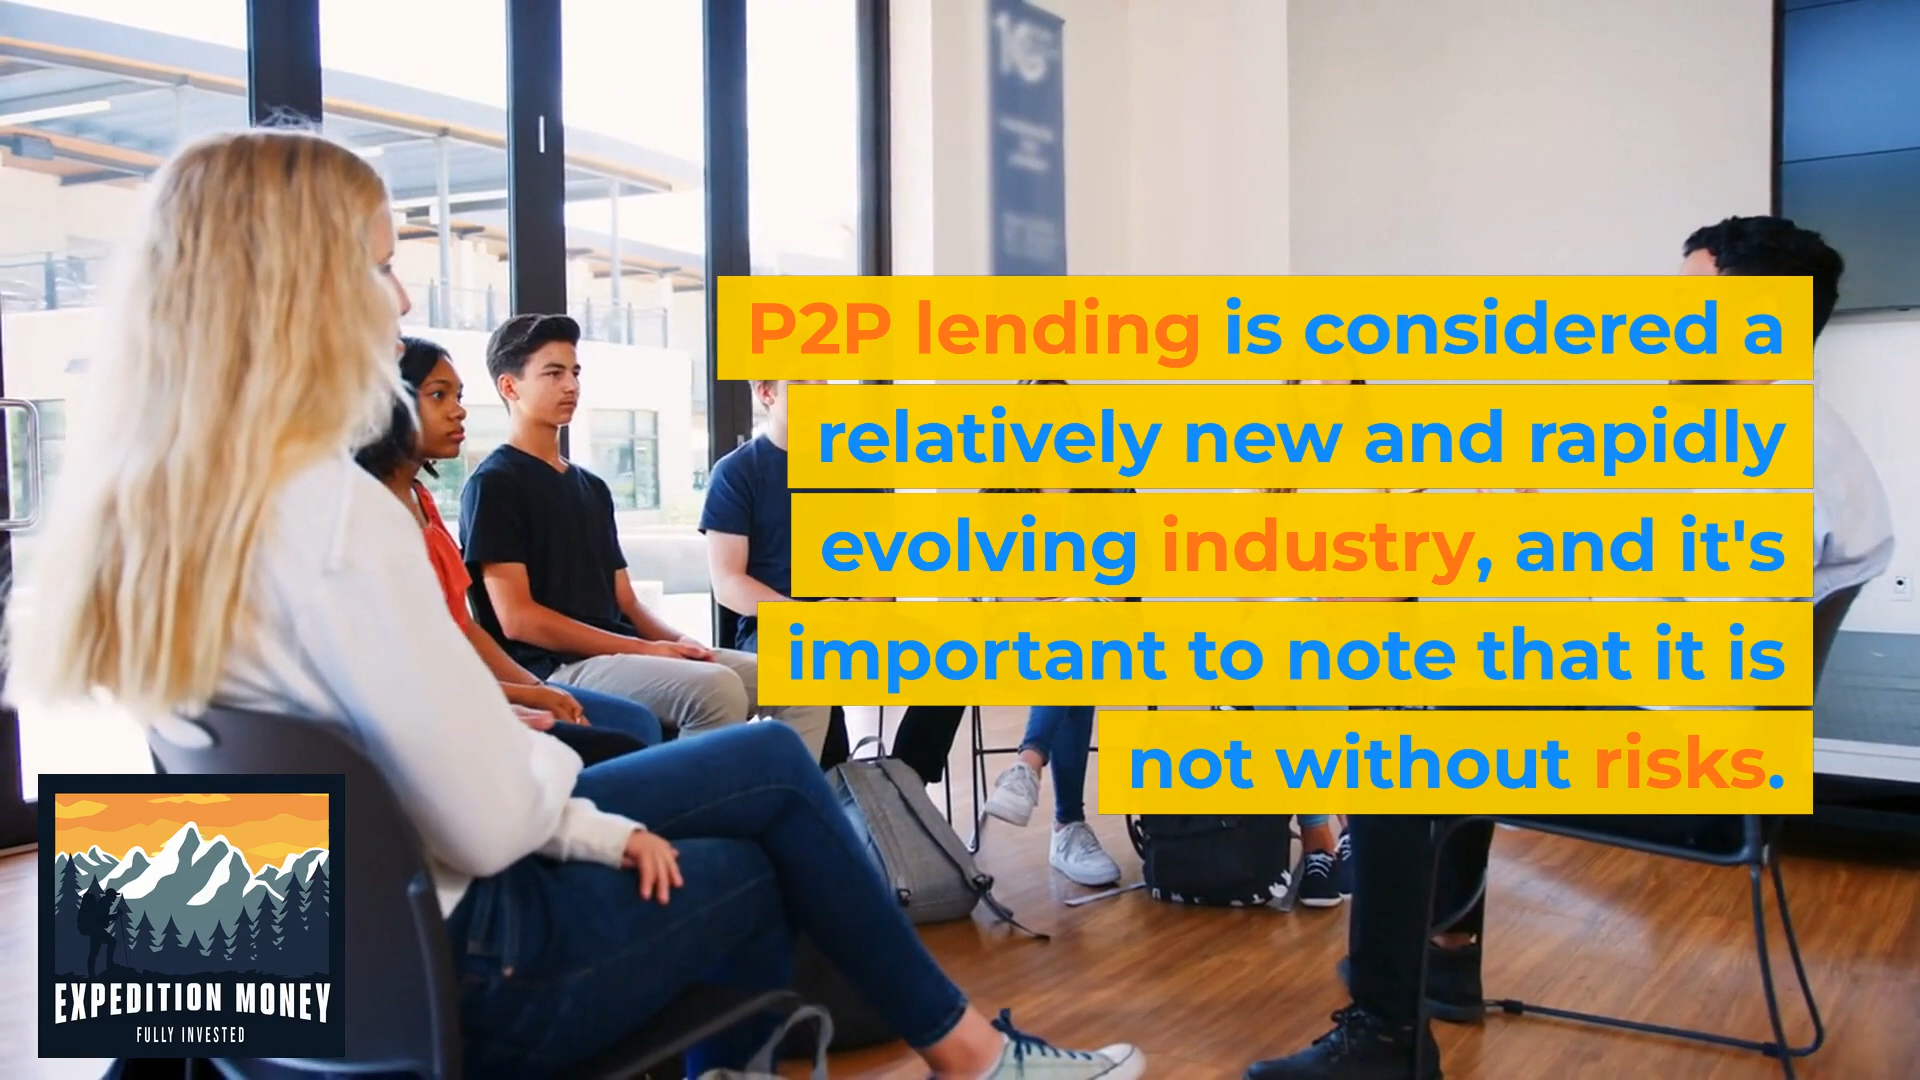 P2P lending is considered a
relatively new and rapidly
evolving industry, and it's
important to note that it is
not without risks.
EXPEDITION MONEY
FULLY INVESTED